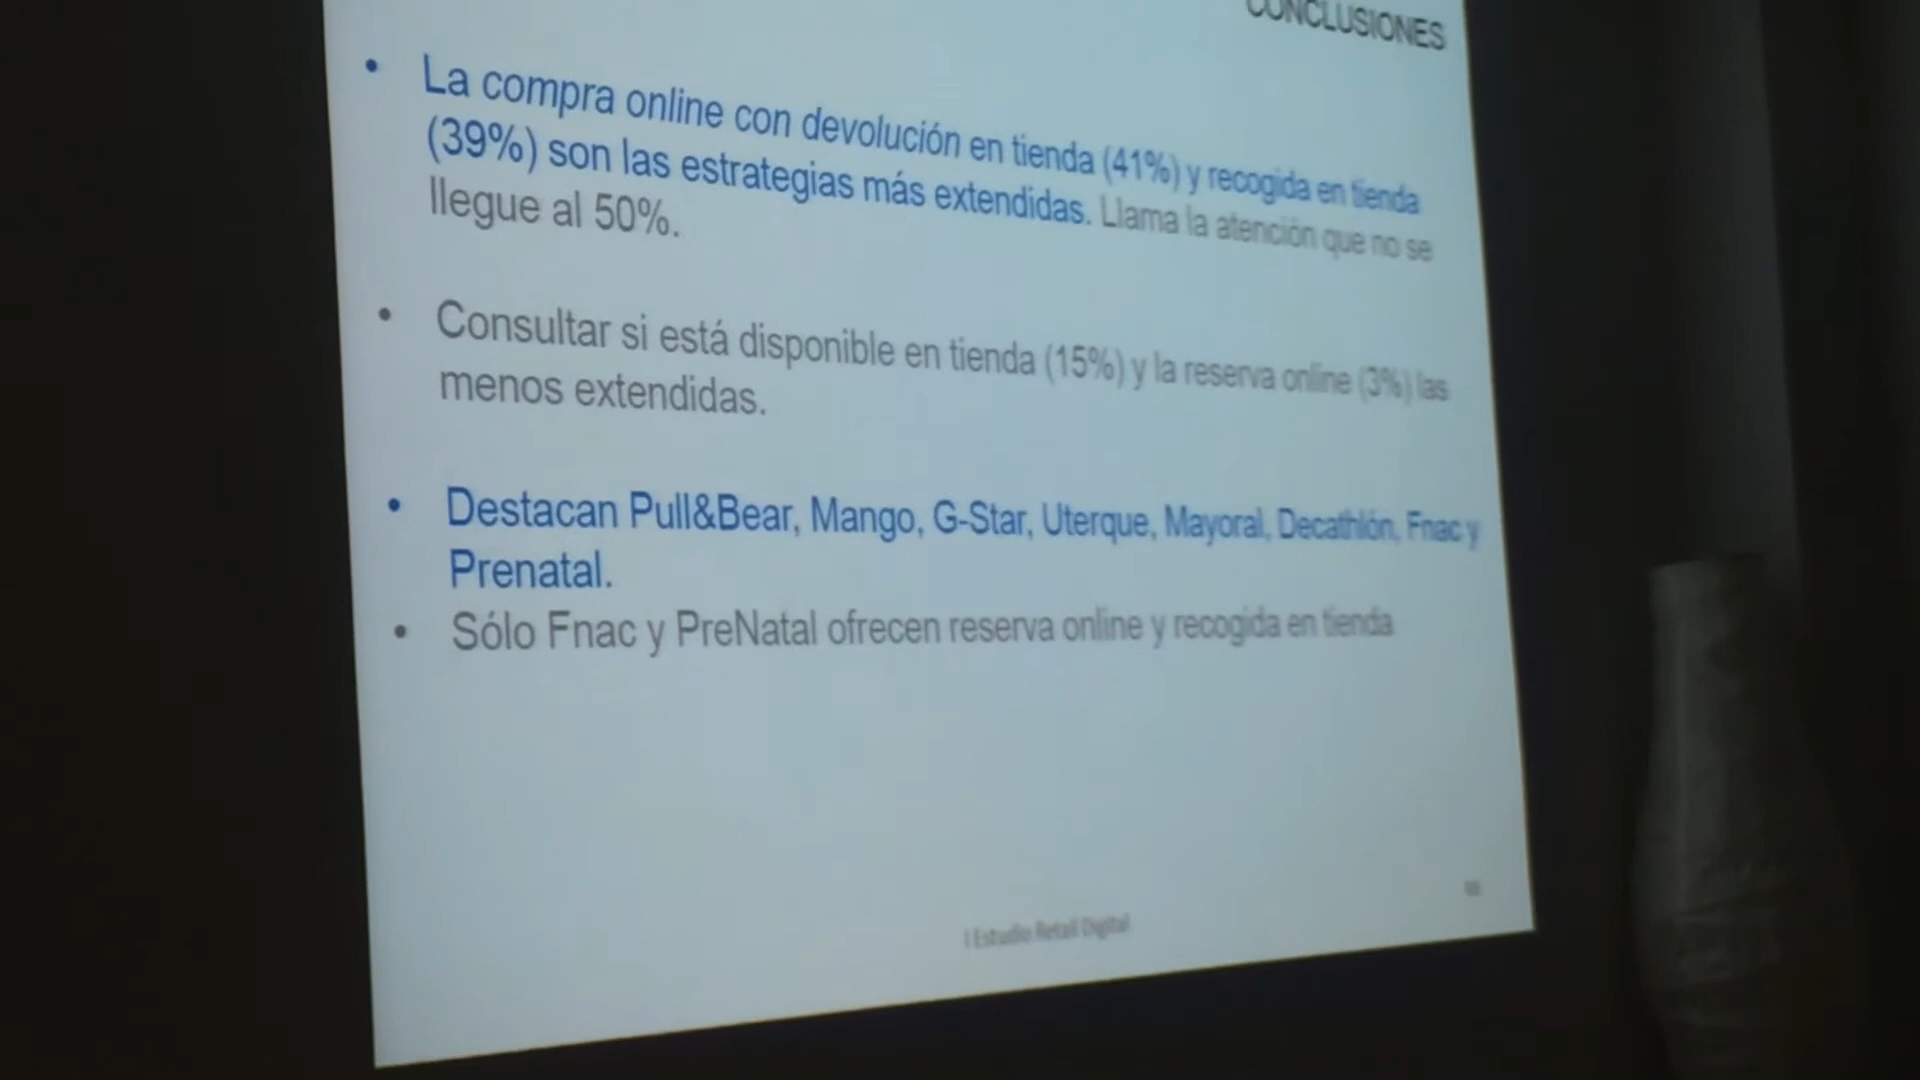 CONCLUSIONES
• La compra online con devolución en tienda (41%) y recogida en tienda
(39%) son las estrategias más extendidas. Llama la atención que no se
llegue al 50%.
• Consultar si está disponible en tienda (15%) y la reserva online (3%) las
menos extendidas.
• Destacan Pull&Bear, Mango, G-Star, Uterque, Mayoral, Decathlón, Fnac y
Prenatal.
• Sólo Fnac y PreNatal ofrecen reserva online y recogida en tienda
I Estudio Retail Digital